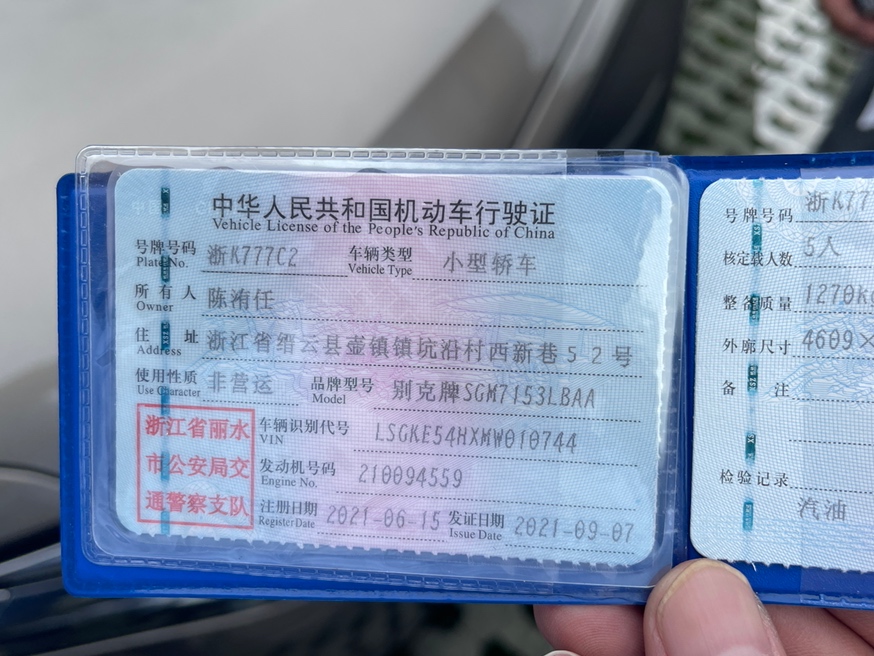 中华人民共和国机动车行驶证
Vehicle License of the People's Republic of China
号牌号码 浙K777C2 车辆类型 小型轿车
Plate No. Vehicle Type
所有人 陈洧任
Owner
住址 浙江省缙云县壶镇镇坑沿村西新巷52号
Address
使用性质 非营运 品牌型号 别克牌SGM7153LBAA
Use Character Model
浙江省丽水
市公安局交
通警察支队
车辆识别代号 LSGKE54HXMW010744
VIN
发动机号码 210094559
Engine No.
注册日期 2021-06-15 发证日期 2021-09-07
Register Date Issue Date
号牌号码 浙K77
核定载人数 5人
整备质量 1270k
外廓尺寸 4609×
备注
检验记录
汽油